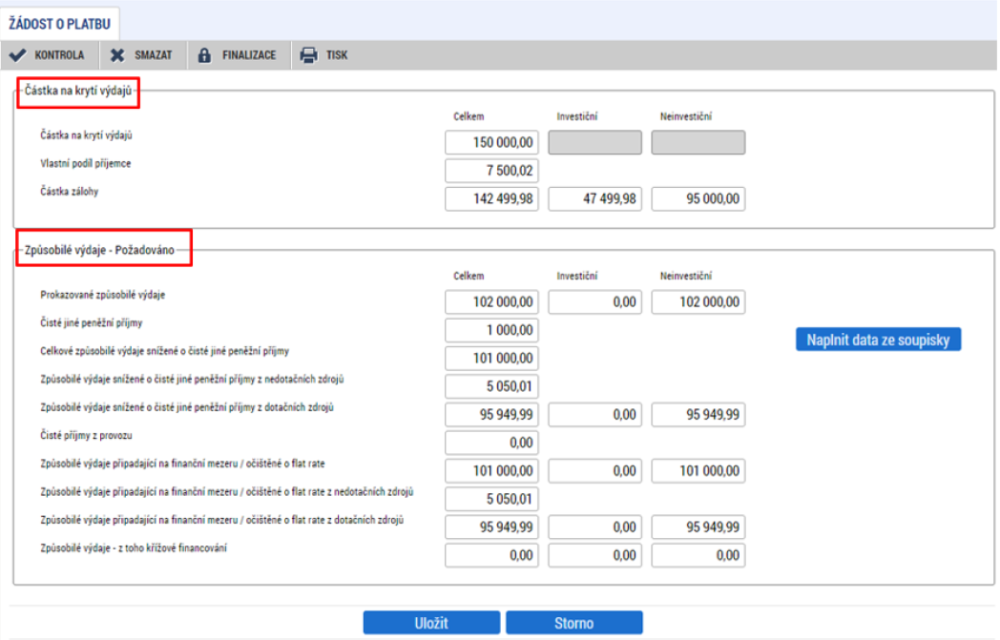 ŽÁDOST O PLATBU
KONTROLA SMAZAT FINALIZACE TISK
Částka na krytí výdajů
Celkem Investiční Neinvestiční
Částka na krytí výdajů 150 000,00
Vlastní podíl příjemce 7 500,02
Částka zálohy 142 499,98 47 499,98 95 000,00
Způsobilé výdaje - Požadováno
Celkem Investiční Neinvestiční
Prokazované způsobilé výdaje 102 000,00 0,00 102 000,00
Čisté jiné peněžní příjmy 1 000,00
Naplnit data ze soupisky
Celkové způsobilé výdaje snížené o čisté jiné peněžní příjmy 101 000,00
Způsobilé výdaje snížené o čisté jiné peněžní příjmy z nedotačních zdrojů 5 050,01
Způsobilé výdaje snížené o čisté jiné peněžní příjmy z dotačních zdrojů 95 949,99 0,00 95 949,99
Čisté příjmy z provozu 0,00
Způsobilé výdaje připadající na finanční mezeru / očištěné o flat rate 101 000,00 0,00 101 000,00
Způsobilé výdaje připadající na finanční mezeru / očištěné o flat rate z nedotačních zdrojů 5 050,01
Způsobilé výdaje připadající na finanční mezeru / očištěné o flat rate z dotačních zdrojů 95 949,99 0,00 95 949,99
Způsobilé výdaje - z toho křížové financování 0,00 0,00 0,00
Uložit Storno